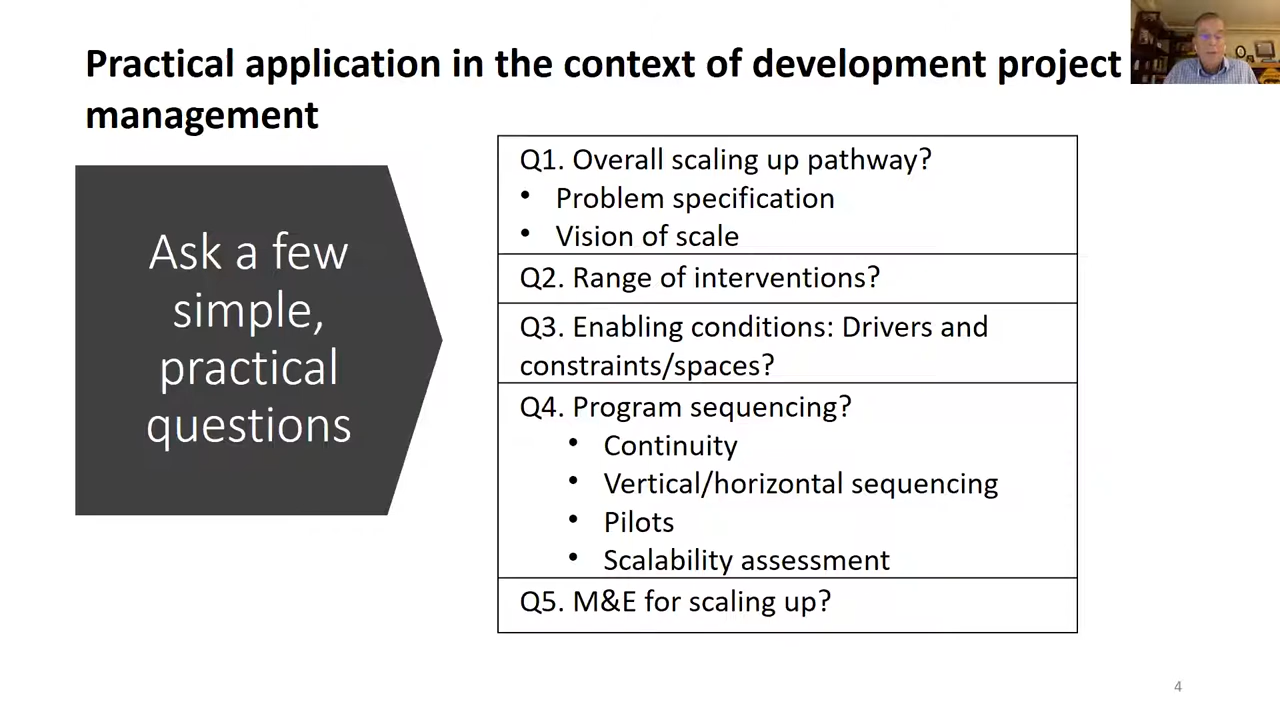 Practical application in the context of development project
management
Ask a few
simple,
practical
questions
Q1. Overall scaling up pathway?
• Problem specification
• Vision of scale
Q2. Range of interventions?
Q3. Enabling conditions: Drivers and
constraints/spaces?
Q4. Program sequencing?
• Continuity
• Vertical/horizontal sequencing
• Pilots
• Scalability assessment
Q5. M&E for scaling up?
4